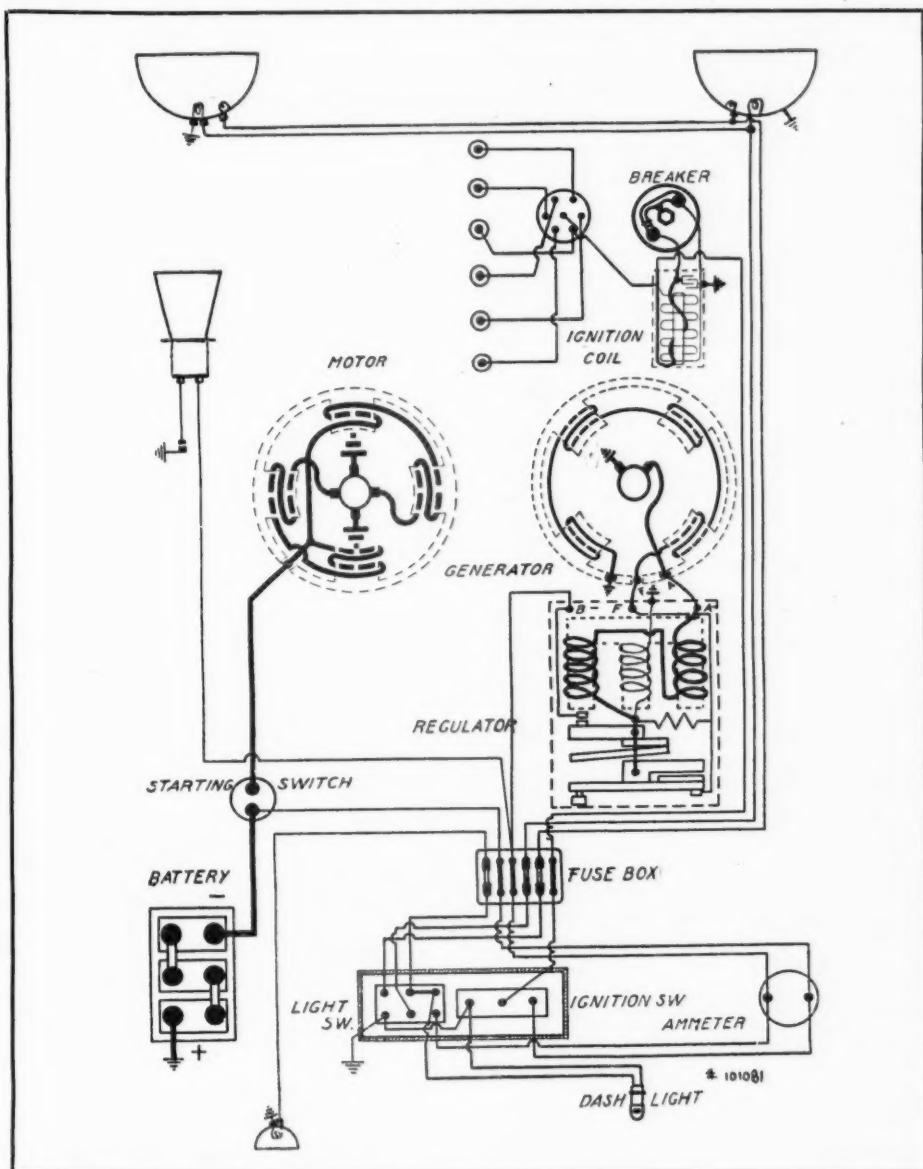 BREAKER
IGNITION
COIL
MOTOR
GENERATOR
B F A
REGULATOR
STARTING SWITCH
BATTERY
−
FUSE BOX
LIGHT
SW.
IGNITION SW
AMMETER
+
# 101081
DASH LIGHT